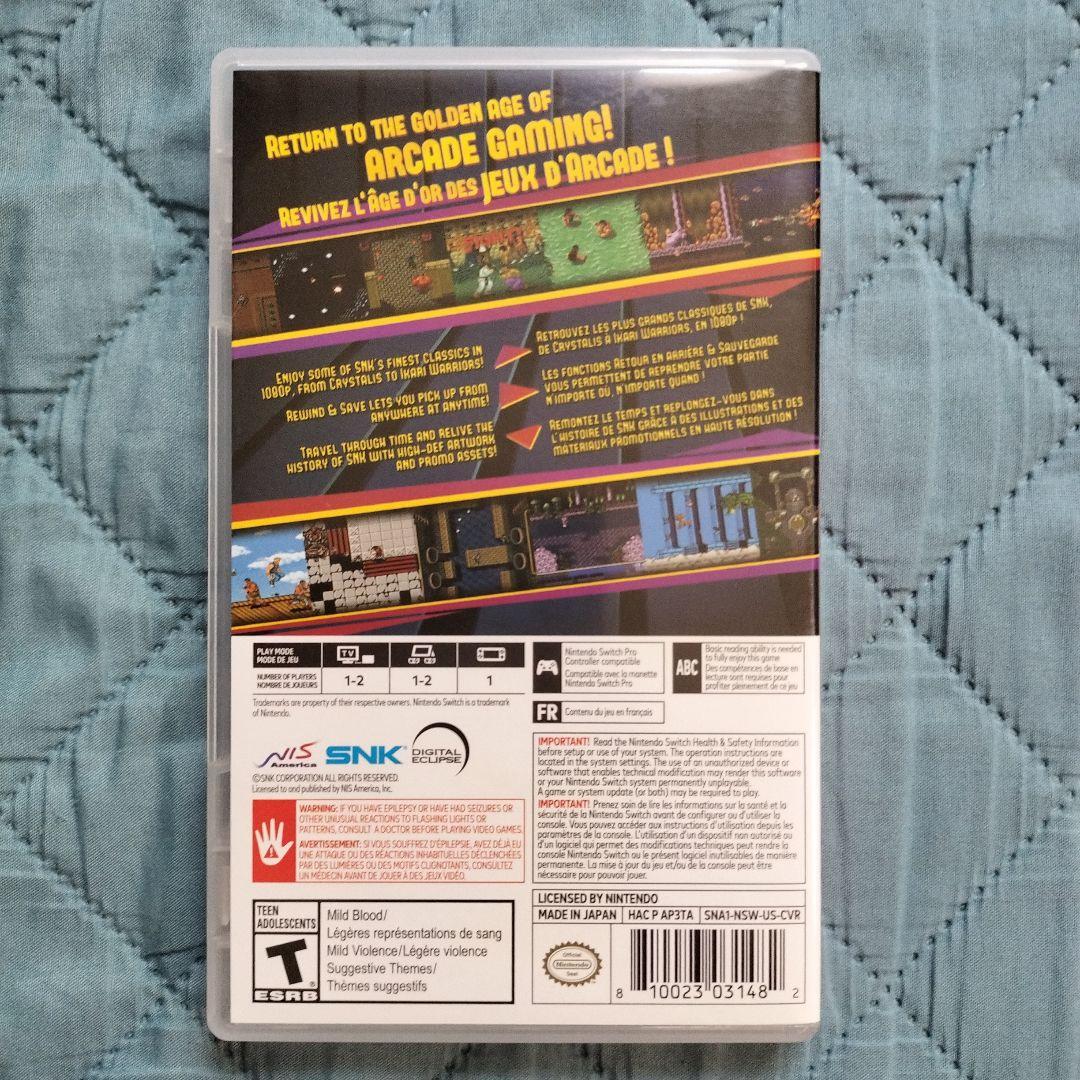 RETURN TO THE GOLDEN AGE OF
ARCADE GAMING!
REVIVEZ L'ÂGE D'OR DES JEUX D'ARCADE !
ENJOY SOME OF SNK'S FINEST CLASSICS IN
1080P, FROM CRYSTALIS TO IKARI WARRIORS!
REWIND & SAVE LETS YOU PICK UP FROM
ANYWHERE AT ANYTIME!
TRAVEL THROUGH TIME AND RELIVE THE
HISTORY OF SNK WITH HIGH-DEF ARTWORK
AND PROMO ASSETS!
RETROUVEZ LES PLUS GRANDS CLASSIQUES DE SNK,
DE CRYSTALIS À IKARI WARRIORS, EN 1080P !
LES FONCTIONS RETOUR EN ARRIÈRE & SAUVEGARDE
VOUS PERMETTENT DE REPRENDRE VOTRE PARTIE
N'IMPORTE OÙ, N'IMPORTE QUAND !
REMONTEZ LE TEMPS ET REPLONGEZ-VOUS DANS
L'HISTOIRE DE SNK GRÂCE À DES ILLUSTRATIONS ET DES
MATÉRIAUX PROMOTIONNELS EN HAUTE RÉSOLUTION !
PLAY MODE
MODE DE JEU
TV
NUMBER OF PLAYERS
NOMBRE DE JOUEURS
1-2
1-2
1
Nintendo Switch Pro
Controller compatible
Compatible avec la manette
Nintendo Switch Pro
ABC
Basic reading ability is needed
to fully enjoy this game
Des compétences de base en
lecture sont requises pour
profiter pleinement de ce jeu
FR Contenu du jeu en français
Trademarks are property of their respective owners. Nintendo Switch is a trademark
of Nintendo.
NIS
America
SNK
DIGITAL
ECLIPSE
©SNK CORPORATION ALL RIGHTS RESERVED.
Licensed to and published by NIS America, Inc.
WARNING: IF YOU HAVE EPILEPSY OR HAVE HAD SEIZURES OR
OTHER UNUSUAL REACTIONS TO FLASHING LIGHTS OR
PATTERNS, CONSULT A DOCTOR BEFORE PLAYING VIDEO GAMES.
AVERTISSEMENT: SI VOUS SOUFFREZ D'ÉPILEPSIE, AVEZ DÉJÀ EU
UNE ATTAQUE OU DES RÉACTIONS INHABITUELLES DÉCLENCHÉES
PAR DES LUMIÈRES OU DES MOTIFS CLIGNOTANTS, CONSULTEZ
UN MÉDECIN AVANT DE JOUER À DES JEUX VIDÉO.
IMPORTANT! Read the Nintendo Switch Health & Safety Information
before setup or use of your system. The operation instructions are
located in the system settings. The use of an unauthorized device or
software that enables technical modification may render this software
or your Nintendo Switch system permanently unplayable.
A game or system update (or both) may be required to play.
IMPORTANT! Prenez soin de lire les informations sur la santé et la
sécurité de la Nintendo Switch avant de configurer ou d'utiliser la
console. Vous pouvez accéder aux instructions d'utilisation depuis les
paramètres de la console. L'utilisation d'un dispositif non autorisé ou
d'un logiciel qui permet des modifications techniques peut rendre la
console Nintendo Switch ou le présent logiciel inutilisables de manière
permanente. La mise à jour du jeu et/ou de la console peut être
nécessaire pour pouvoir jouer.
TEEN
ADOLESCENTS
T
ESRB
Mild Blood/
Légères représentations de sang
Mild Violence/Légère violence
Suggestive Themes/
Thèmes suggestifs
LICENSED BY NINTENDO
MADE IN JAPAN
HAC P AP3TA
SNA1-NSW-US-CVR
Official
Nintendo
Seal
8 10023 03148 2